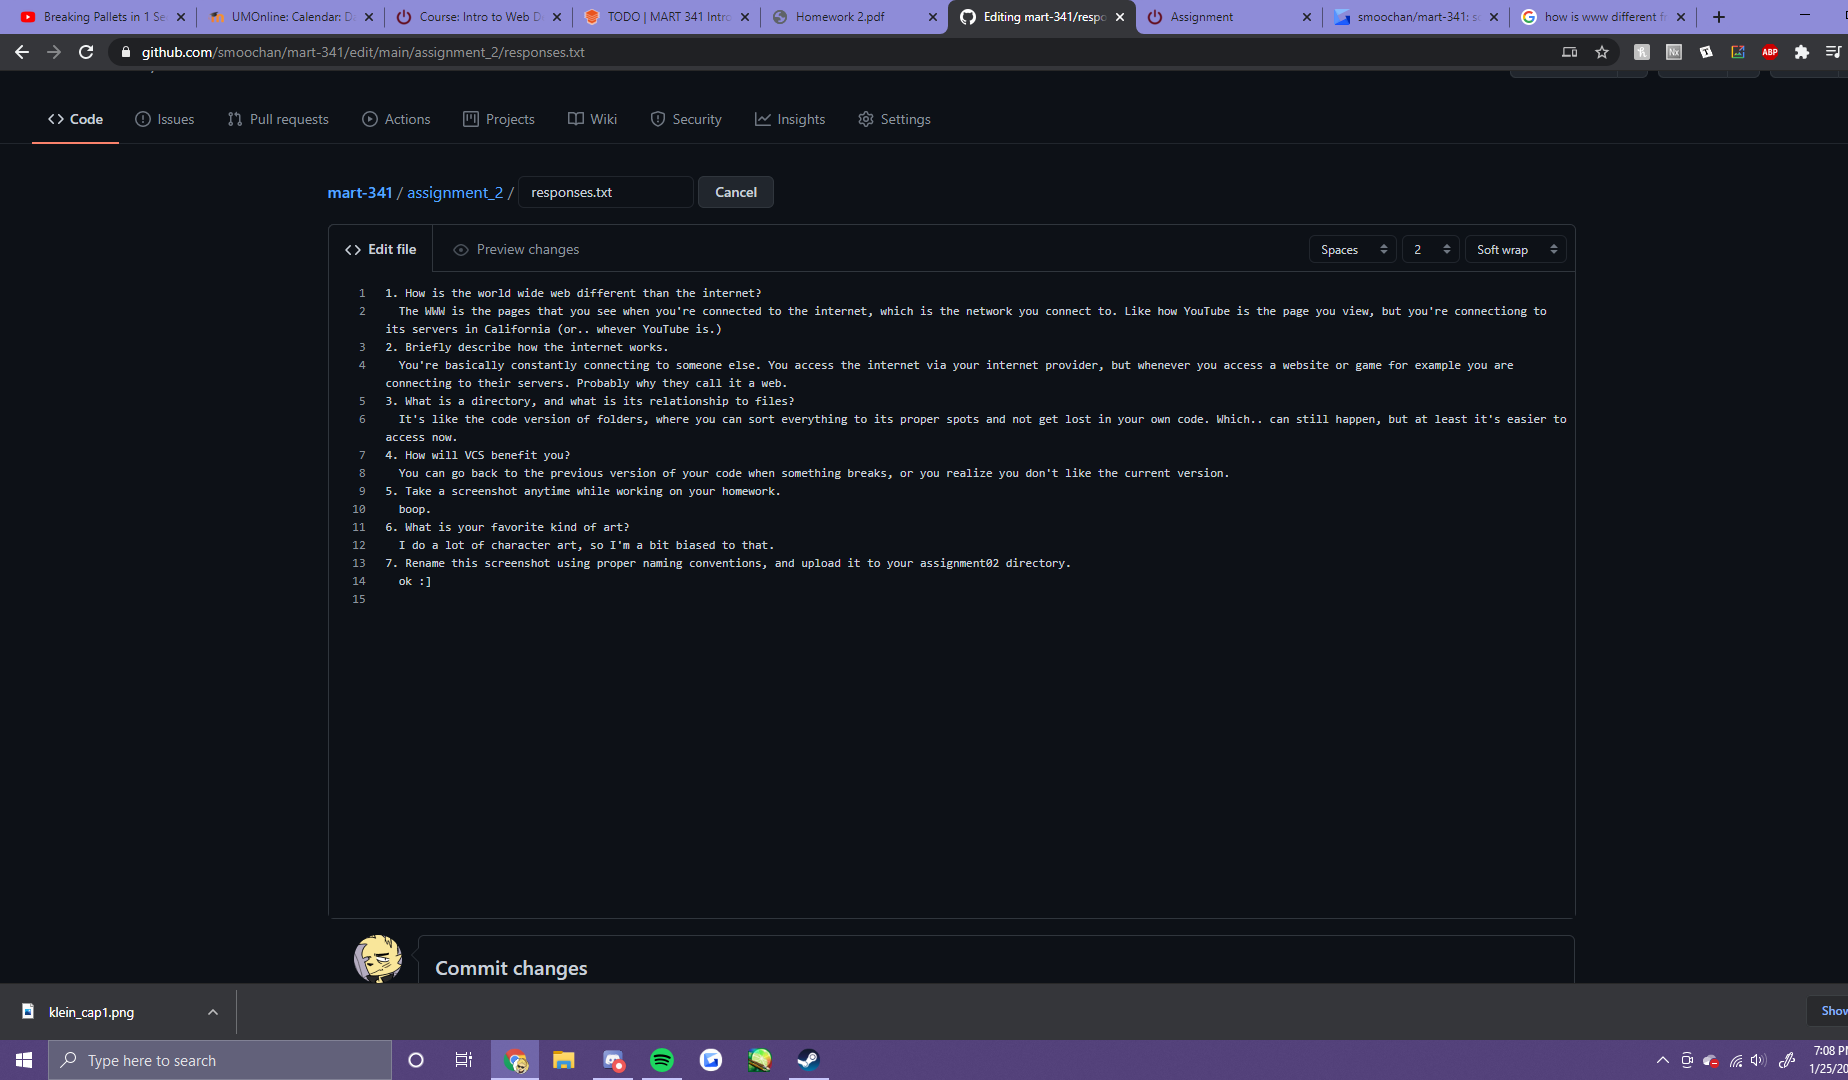 Breaking Pallets in 1 Se
UMOnline: Calendar: D
Course: Intro to Web D
TODO | MART 341 Intro
Homework 2.pdf
Editing mart-341/respo
Assignment
smoochan/mart-341: s
how is www different f
github.com/smoochan/mart-341/edit/main/assignment_2/responses.txt
ABP
Code
Issues
Pull requests
Actions
Projects
Wiki
Security
Insights
Settings
mart-341 / assignment_2 / responses.txt Cancel
Edit file
Preview changes
Spaces
2
Soft wrap
1 1. How is the world wide web different than the internet?
2 The WWW is the pages that you see when you're connected to the internet, which is the network you connect to. Like how YouTube is the page you view, but you're connectiong to
its servers in California (or.. whever YouTube is.)
3 2. Briefly describe how the internet works.
4 You're basically constantly connecting to someone else. You access the internet via your internet provider, but whenever you access a website or game for example you are
connecting to their servers. Probably why they call it a web.
5 3. What is a directory, and what is its relationship to files?
6 It's like the code version of folders, where you can sort everything to its proper spots and not get lost in your own code. Which.. can still happen, but at least it's easier to
access now.
7 4. How will VCS benefit you?
8 You can go back to the previous version of your code when something breaks, or you realize you don't like the current version.
9 5. Take a screenshot anytime while working on your homework.
10 boop.
11 6. What is your favorite kind of art?
12 I do a lot of character art, so I'm a bit biased to that.
13 7. Rename this screenshot using proper naming conventions, and upload it to your assignment02 directory.
14 ok :]
15
Commit changes
klein_cap1.png
Show
Type here to search
7:08 P
1/25/20